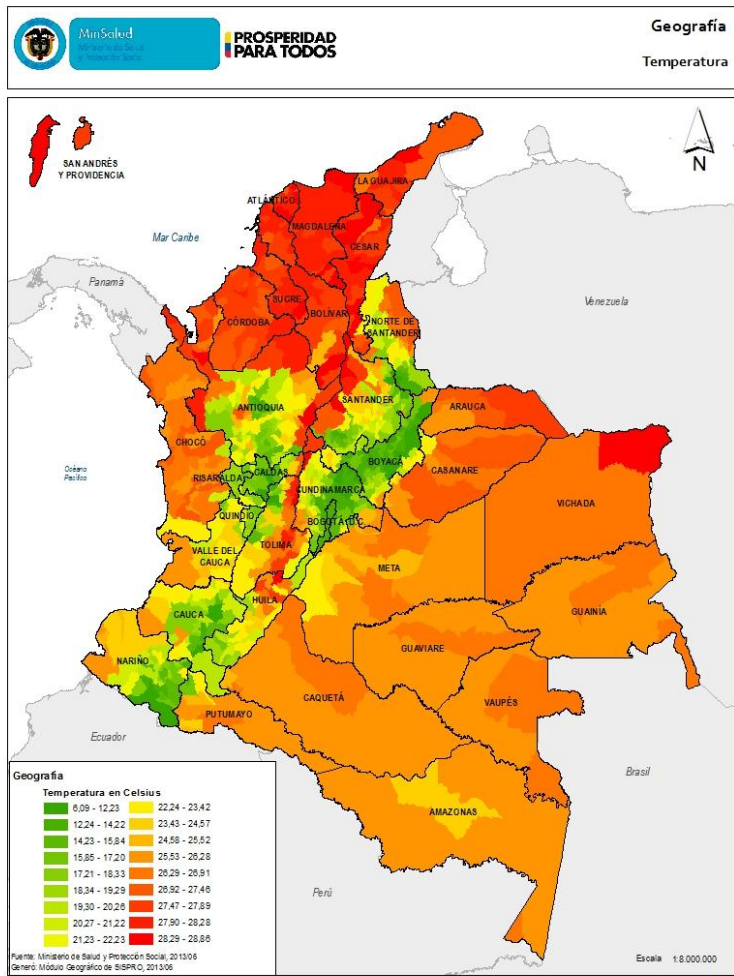 MinSalud
Ministerio de Salud
y Protección Social
PROSPERIDAD
PARA TODOS
Geografía
Temperatura
SAN ANDRÉS
Y PROVIDENCIA
N
LA GUAJIRA
ATLÁNTICO
MAGDALENA
CESAR
Mar Caribe
Panamá
Venezuela
SUCRE
BOLÍVAR
NORTE DE
SANTANDER
CÓRDOBA
ANTIOQUIA
SANTANDER
ARAUCA
CHOCÓ
BOYACÁ
CASANARE
Océano
Pacífico
RISARALDA
CALDAS
CUNDINAMARCA
VICHADA
QUINDÍO
BOGOTÁ D.C.
VALLE DEL
CAUCA
TOLIMA
META
HUILA
CAUCA
GUAINÍA
GUAVIARE
NARIÑO
CAQUETÁ
VAUPÉS
PUTUMAYO
Ecuador
Brasil
AMAZONAS
Perú
Geografía
Temperatura en Celsius
6,09 - 12,23
12,24 - 14,22
14,23 - 15,84
15,85 - 17,20
17,21 - 18,33
18,34 - 19,29
19,30 - 20,26
20,27 - 21,22
21,23 - 22,23
22,24 - 23,42
23,43 - 24,57
24,58 - 25,52
25,53 - 26,28
26,29 - 26,91
26,92 - 27,46
27,47 - 27,89
27,90 - 28,28
28,29 - 28,86
Fuente: Ministerio de Salud y Protección Social, 2013/06
Generó: Módulo Geográfico de SISPRO, 2013/06
Escala 1:8.000.000